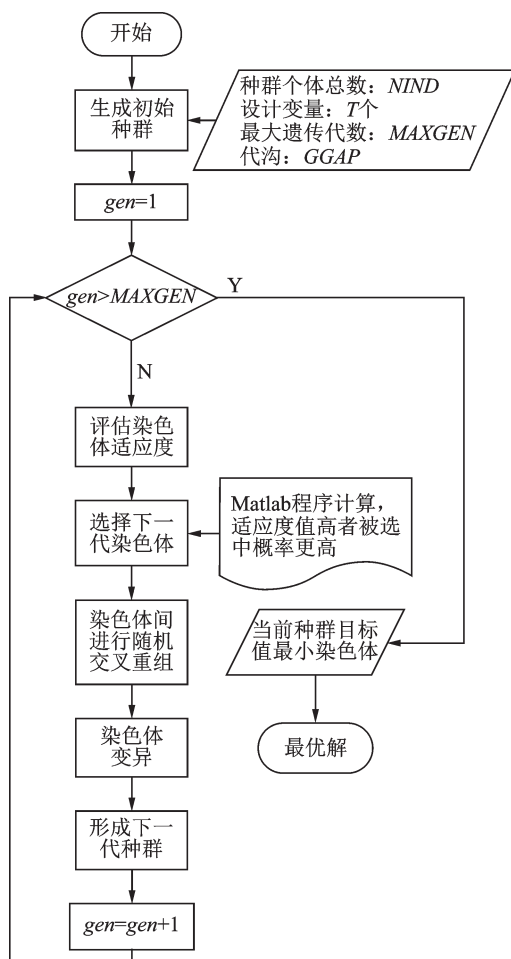 开始
生成初始
种群
种群个体总数：NIND
设计变量：T个
最大遗传代数：MAXGEN
代沟：GGAP
gen=1
gen>MAXGEN
Y
N
评估染色
体适应度
选择下一
代染色体
Matlab程序计算，
适应度值高者被选
中概率更高
染色体间
进行随机
交叉重组
当前种群目标
值最小染色体
染色体
变异
最优解
形成下一
代种群
gen=gen+1